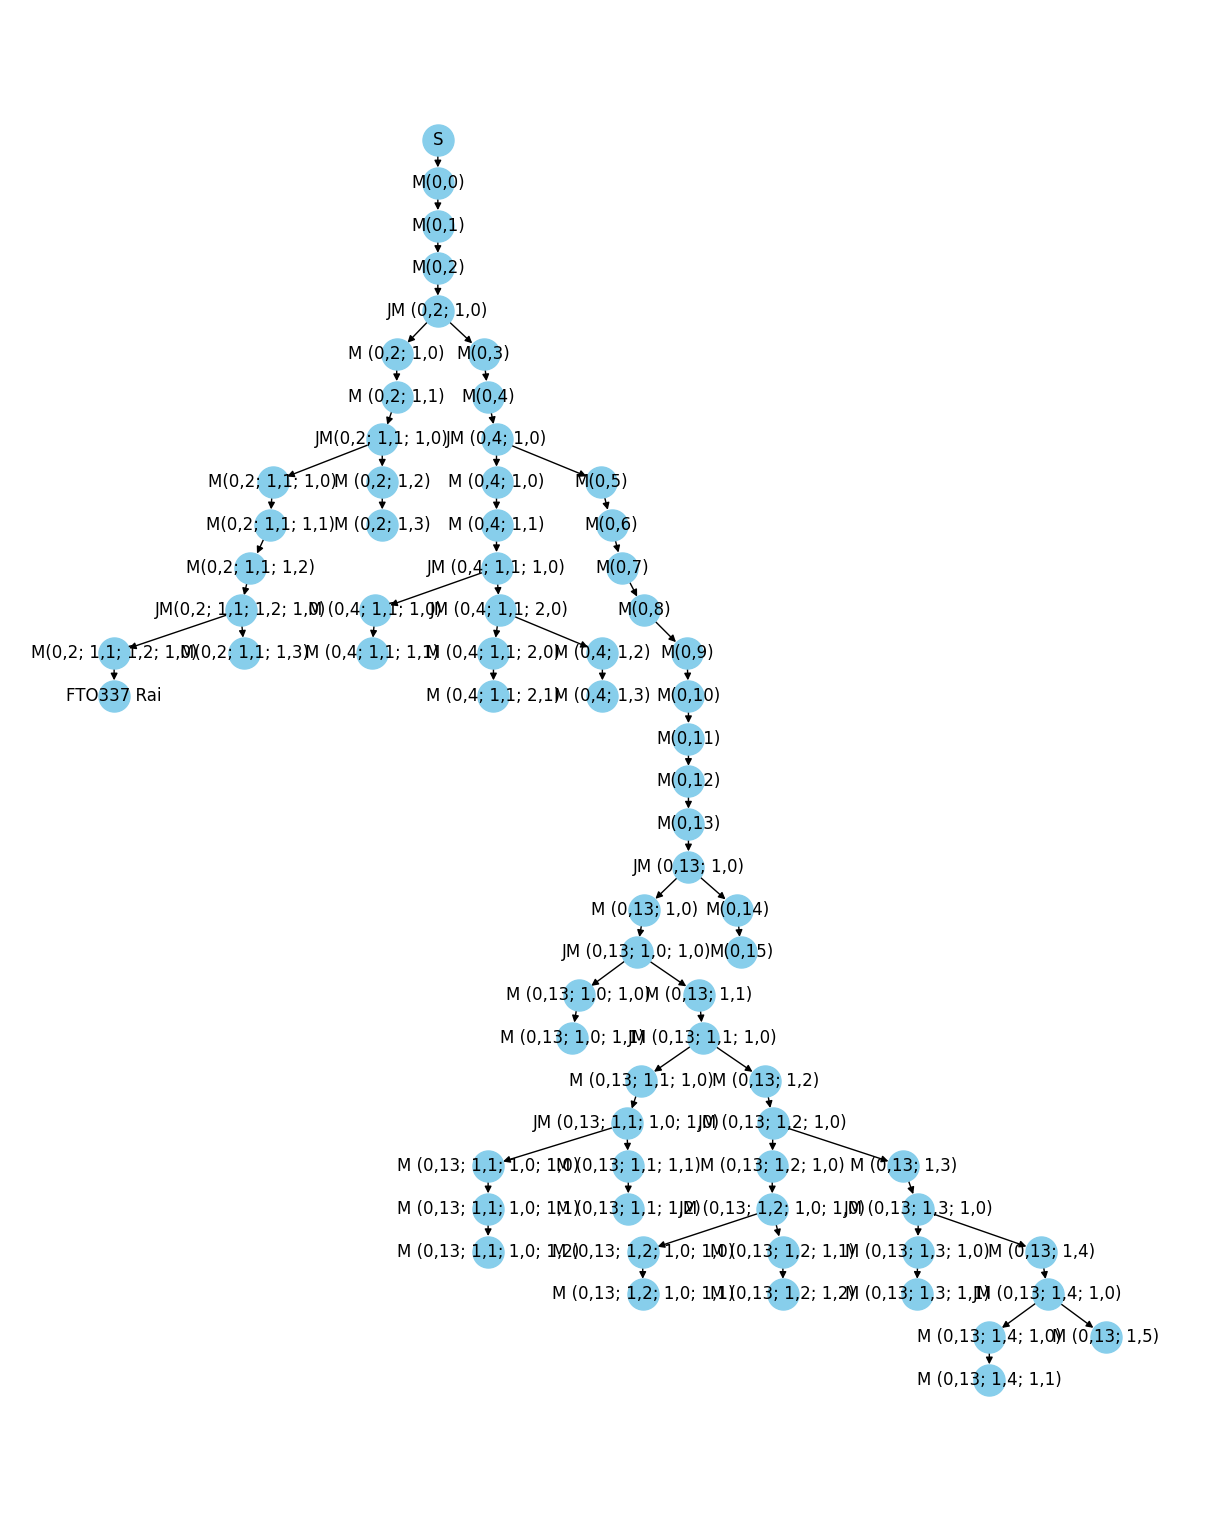 S
M(0,0)
M(0,1)
M(0,2)
JM (0,2; 1,0)
M (0,2; 1,0)
M(0,3)
M (0,2; 1,1)
M(0,4)
JM(0,2; 1,1; 1,0)
JM (0,4; 1,0)
M(0,2; 1,1; 1,0)
M (0,2; 1,2)
M (0,4; 1,0)
M(0,5)
M(0,2; 1,1; 1,1)
M (0,2; 1,3)
M (0,4; 1,1)
M(0,6)
M(0,2; 1,1; 1,2)
JM (0,4; 1,1; 1,0)
M(0,7)
JM(0,2; 1,1; 1,2; 1,0)
M (0,4; 1,1; 1,0)
JM (0,4; 1,1; 2,0)
M(0,8)
M(0,2; 1,1; 1,2; 1,0)
M(0,2; 1,1; 1,3)
M (0,4; 1,1; 1,1)
M (0,4; 1,1; 2,0)
M (0,4; 1,2)
M(0,9)
FTO337 Rai
M (0,4; 1,1; 2,1)
M (0,4; 1,3)
M(0,10)
M(0,11)
M(0,12)
M(0,13)
JM (0,13; 1,0)
M (0,13; 1,0)
M(0,14)
JM (0,13; 1,0; 1,0)
M(0,15)
M (0,13; 1,0; 1,0)
M (0,13; 1,1)
M (0,13; 1,0; 1,1)
JM (0,13; 1,1; 1,0)
M (0,13; 1,1; 1,0)
M (0,13; 1,2)
JM (0,13; 1,1; 1,0; 1,0)
JM (0,13; 1,2; 1,0)
M (0,13; 1,1; 1,0; 1,0)
M (0,13; 1,1; 1,1)
M (0,13; 1,2; 1,0)
M (0,13; 1,3)
M (0,13; 1,1; 1,0; 1,1)
M (0,13; 1,1; 1,2)
JM (0,13; 1,2; 1,0; 1,0)
JM (0,13; 1,3; 1,0)
M (0,13; 1,1; 1,0; 1,2)
M (0,13; 1,2; 1,0; 1,0)
M (0,13; 1,2; 1,1)
M (0,13; 1,3; 1,0)
M (0,13; 1,4)
M (0,13; 1,2; 1,0; 1,1)
M (0,13; 1,2; 1,2)
M (0,13; 1,3; 1,1)
JM (0,13; 1,4; 1,0)
M (0,13; 1,4; 1,0)
M (0,13; 1,5)
M (0,13; 1,4; 1,1)